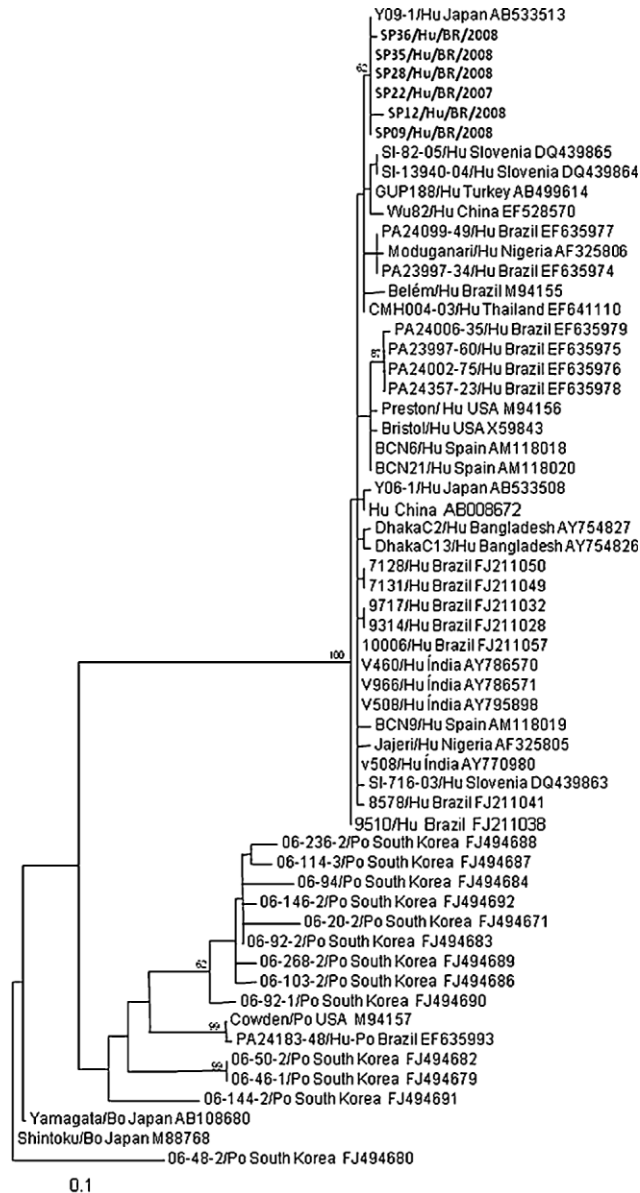 Y09-1/Hu Japan AB533513
SP36/Hu/BR/2008
SP35/Hu/BR/2008
62
SP28/Hu/BR/2008
SP22/Hu/BR/2007
SP12/Hu/BR/2008
SP09/Hu/BR/2008
SI-82-05/Hu Slovenia DQ439865
SI-13940-04/Hu Slovenia DQ439864
GUP188/Hu Turkey AB499614
Wu82/Hu China EF528570
PA24099-49/Hu Brazil EF635977
Moduganari/Hu Nigeria AF325806
PA23997-34/Hu Brazil EF635974
Belém/Hu Brazil M94155
CMH004-03/Hu Thailand EF641110
PA24006-35/Hu Brazil EF635979
PA23997-60/Hu Brazil EF635975
87
PA24002-75/Hu Brazil EF635976
PA24357-23/Hu Brazil EF635978
Preston/Hu USA M94156
Bristol/Hu USA X59843
BCN6/Hu Spain AM118018
BCN21/Hu Spain AM118020
Y06-1/Hu Japan AB533508
Hu China AB008672
DhakaC2/Hu Bangladesh AY754827
DhakaC13/Hu Bangladesh AY754826
7128/Hu Brazil FJ211050
7131/Hu Brazil FJ211049
9717/Hu Brazil FJ211032
9314/Hu Brazil FJ211028
10006/Hu Brazil FJ211057
100
V460/Hu Índia AY786570
V966/Hu Índia AY786571
V508/Hu Índia AY795898
BCN9/Hu Spain AM118019
Jajeri/Hu Nigeria AF325805
v508/Hu Índia AY770980
SI-716-03/Hu Slovenia DQ439863
8578/Hu Brazil FJ211041
9510/Hu Brazil FJ211038
06-236-2/Po South Korea FJ494688
06-114-3/Po South Korea FJ494687
06-94/Po South Korea FJ494684
06-146-2/Po South Korea FJ494692
06-20-2/Po South Korea FJ494671
06-92-2/Po South Korea FJ494683
62
06-268-2/Po South Korea FJ494689
06-103-2/Po South Korea FJ494686
06-92-1/Po South Korea FJ494690
Cowden/Po USA M94157
99
PA24183-48/Hu-Po Brazil EF635993
06-50-2/Po South Korea FJ494682
99
06-46-1/Po South Korea FJ494679
06-144-2/Po South Korea FJ494691
Yamagata/Bo Japan AB108680
Shintoku/Bo Japan M88768
06-48-2/Po South Korea FJ494680
0.1